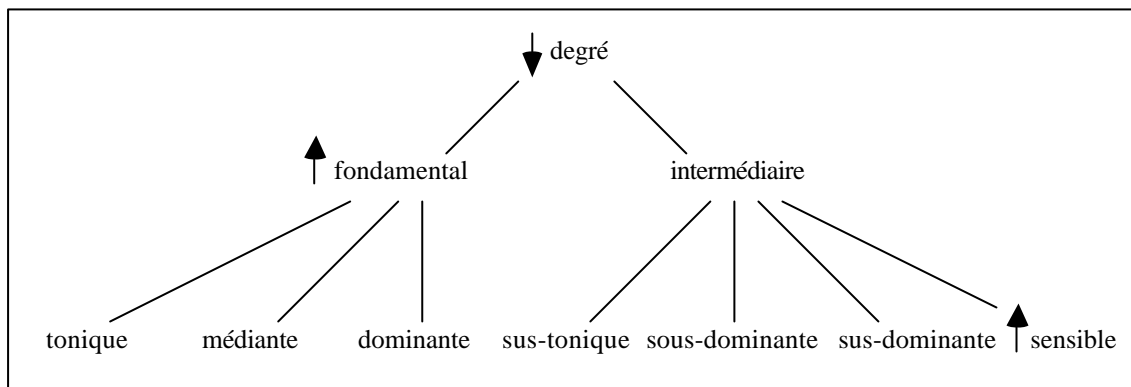 degré
fondamental intermédiaire
tonique médiante dominante sus-tonique sous-dominante sus-dominante sensible